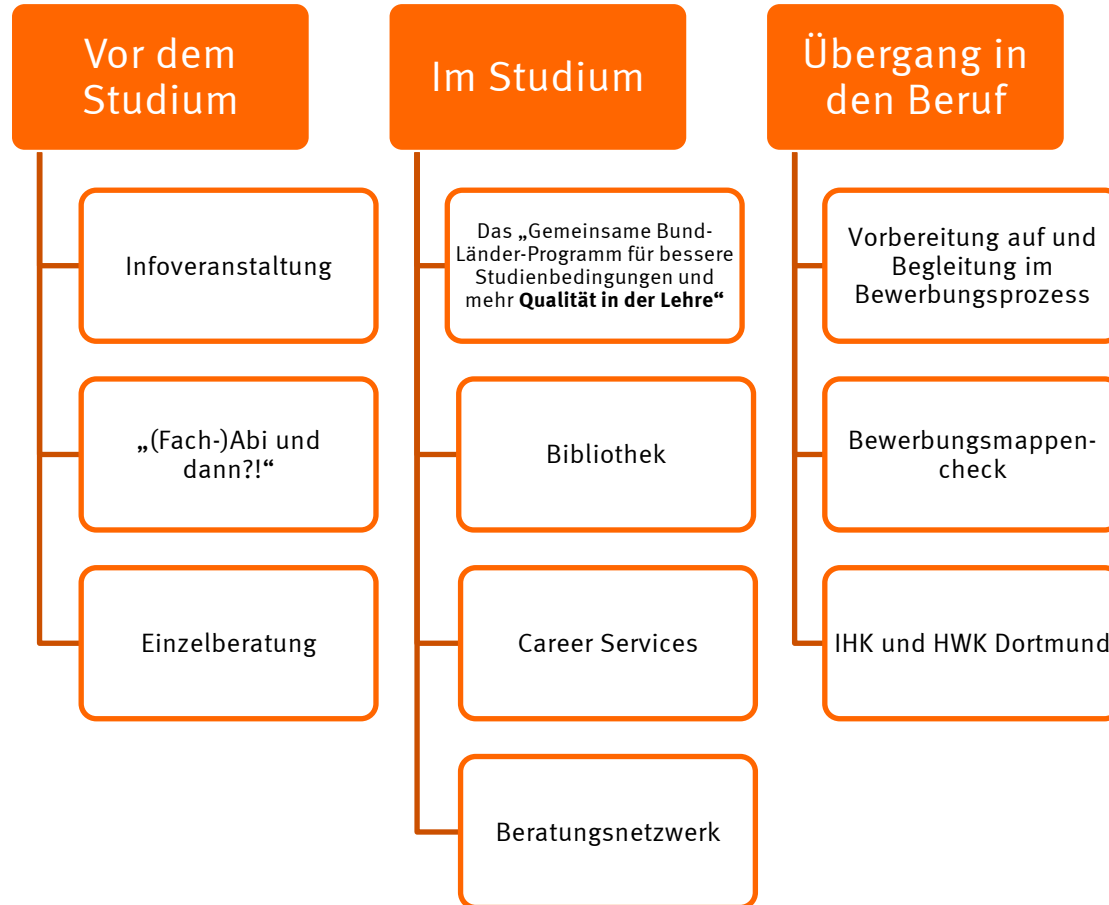 Vor dem
Studium
Infoveranstaltung
„(Fach-)Abi und
dann?!“
Einzelberatung
Im Studium
Das „Gemeinsame Bund-
Länder-Programm für bessere
Studienbedingungen und
mehr Qualität in der Lehre“
Bibliothek
Career Services
Beratungsnetzwerk
Übergang in
den Beruf
Vorbereitung auf und
Begleitung im
Bewerbungsprozess
Bewerbungsmappen-
check
IHK und HWK Dortmund